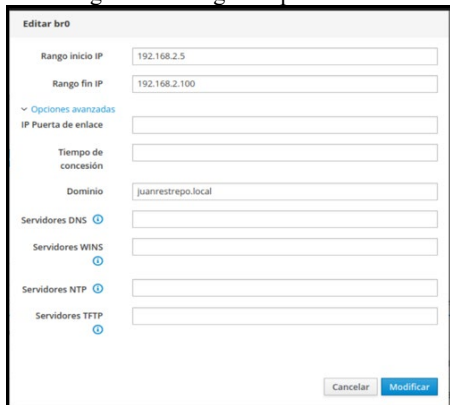 Editar br0
Rango inicio IP 192.168.2.5
Rango fin IP 192.168.2.100
Opciones avanzadas
IP Puerta de enlace
Tiempo de
concesión
Dominio juanrestrepo.local
Servidores DNS
Servidores WINS
Servidores NTP
Servidores TFTP
Cancelar Modificar